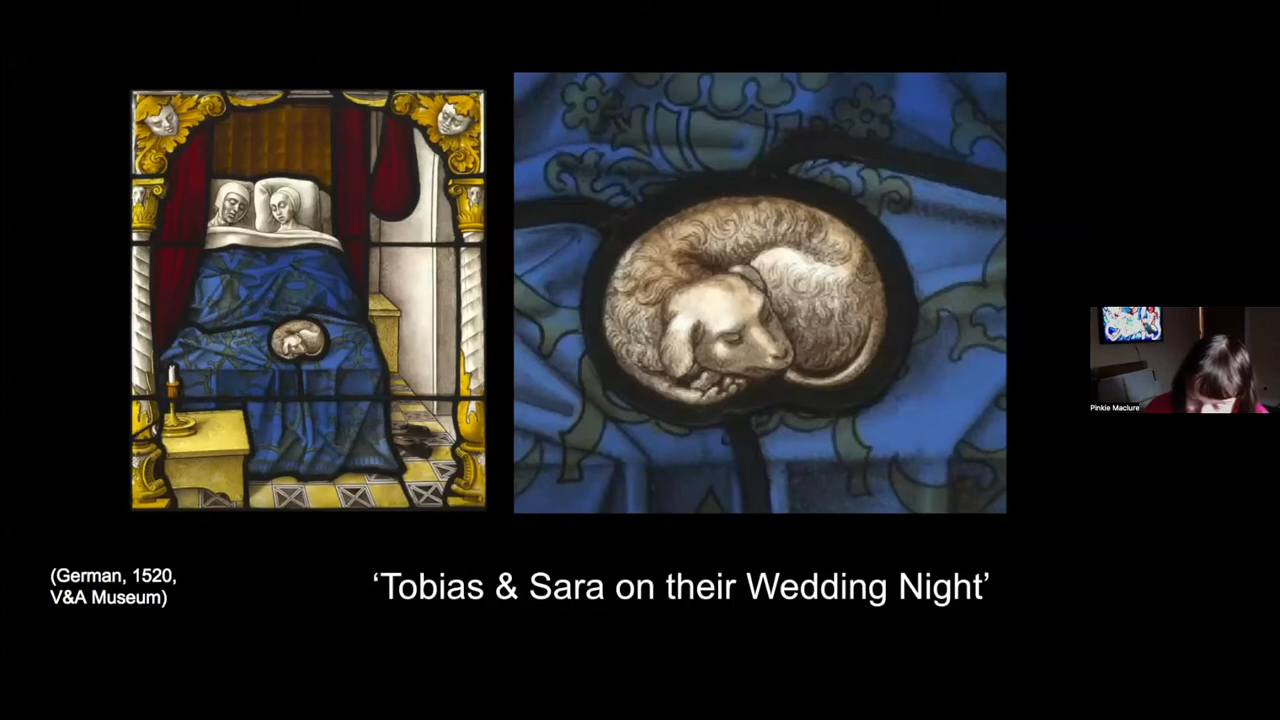 (German, 1520,
V&A Museum)
‘Tobias & Sara on their Wedding Night’
Pinkie Maclure